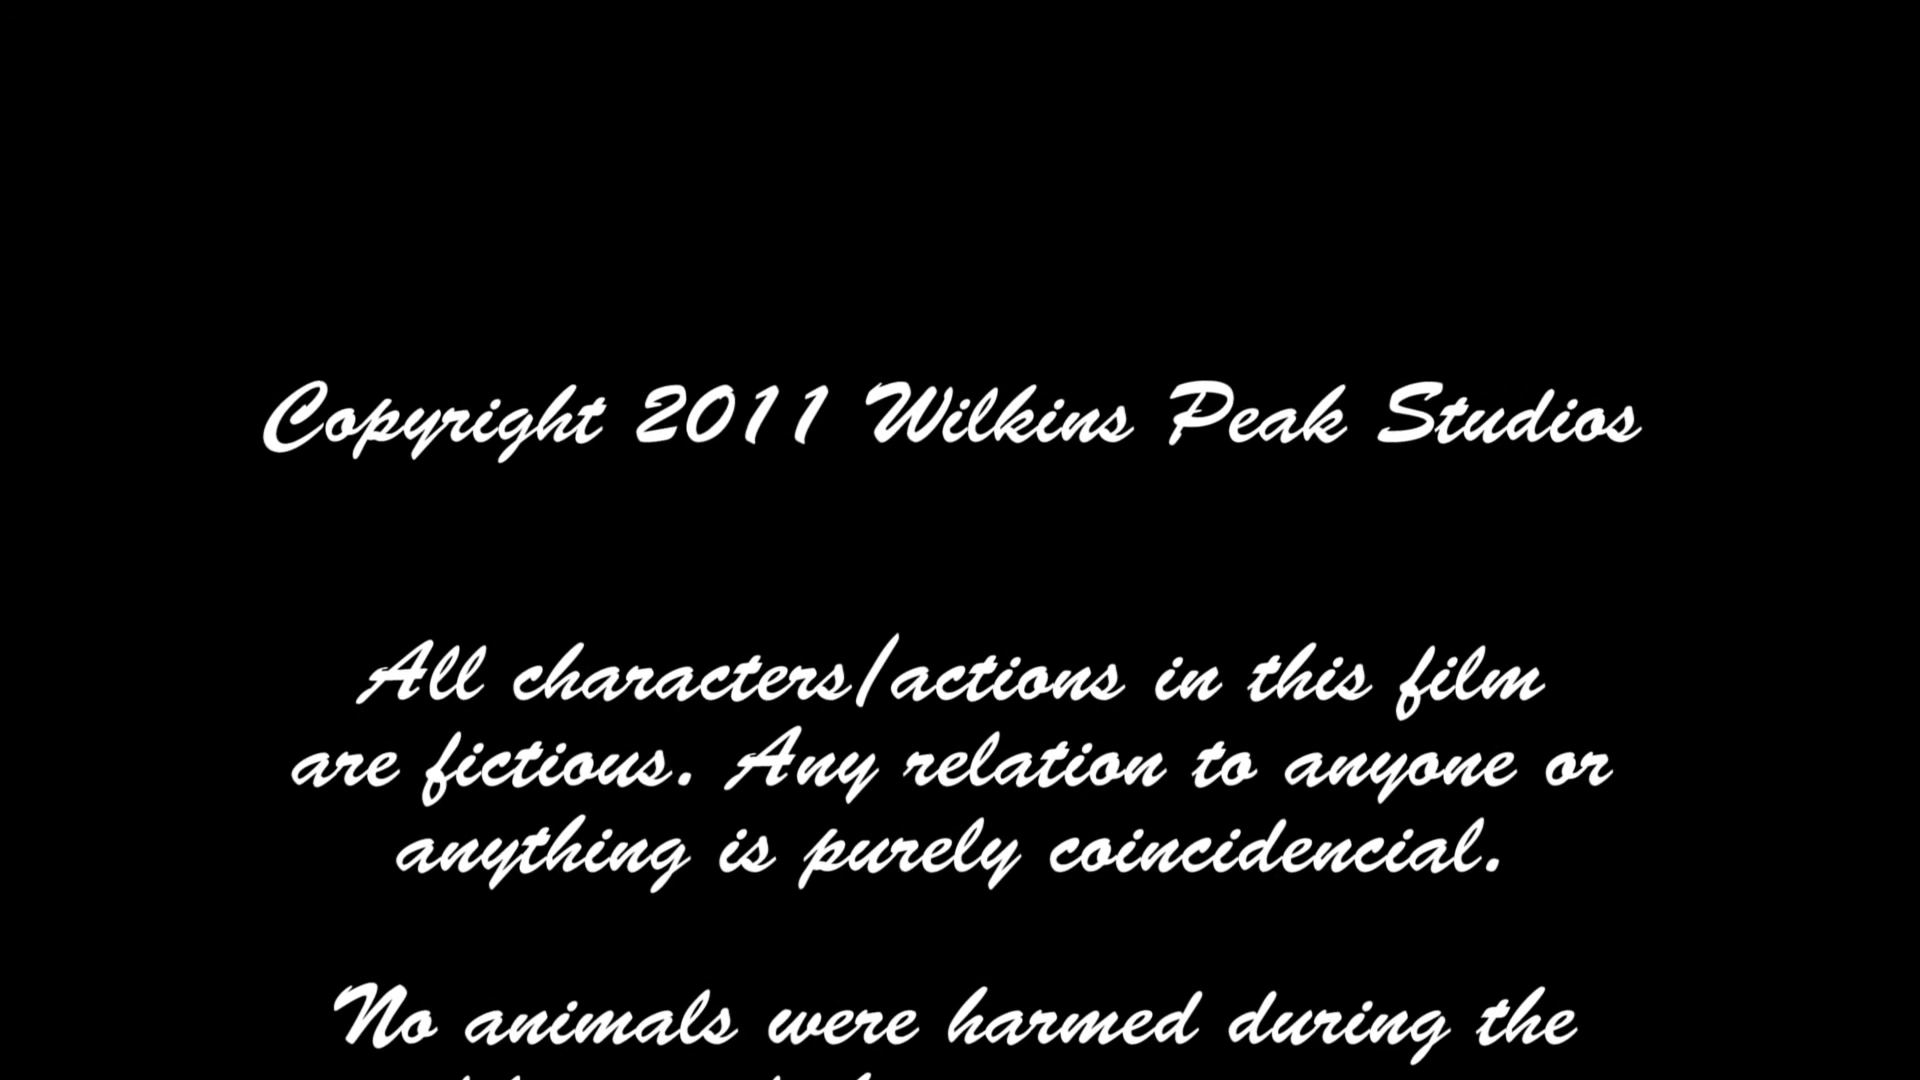 Copyright 2011 Wilkins Peak Studios
All characters/actions in this film
are fictious. Any relation to anyone or
anything is purely coincidencial.
No animals were harmed during the